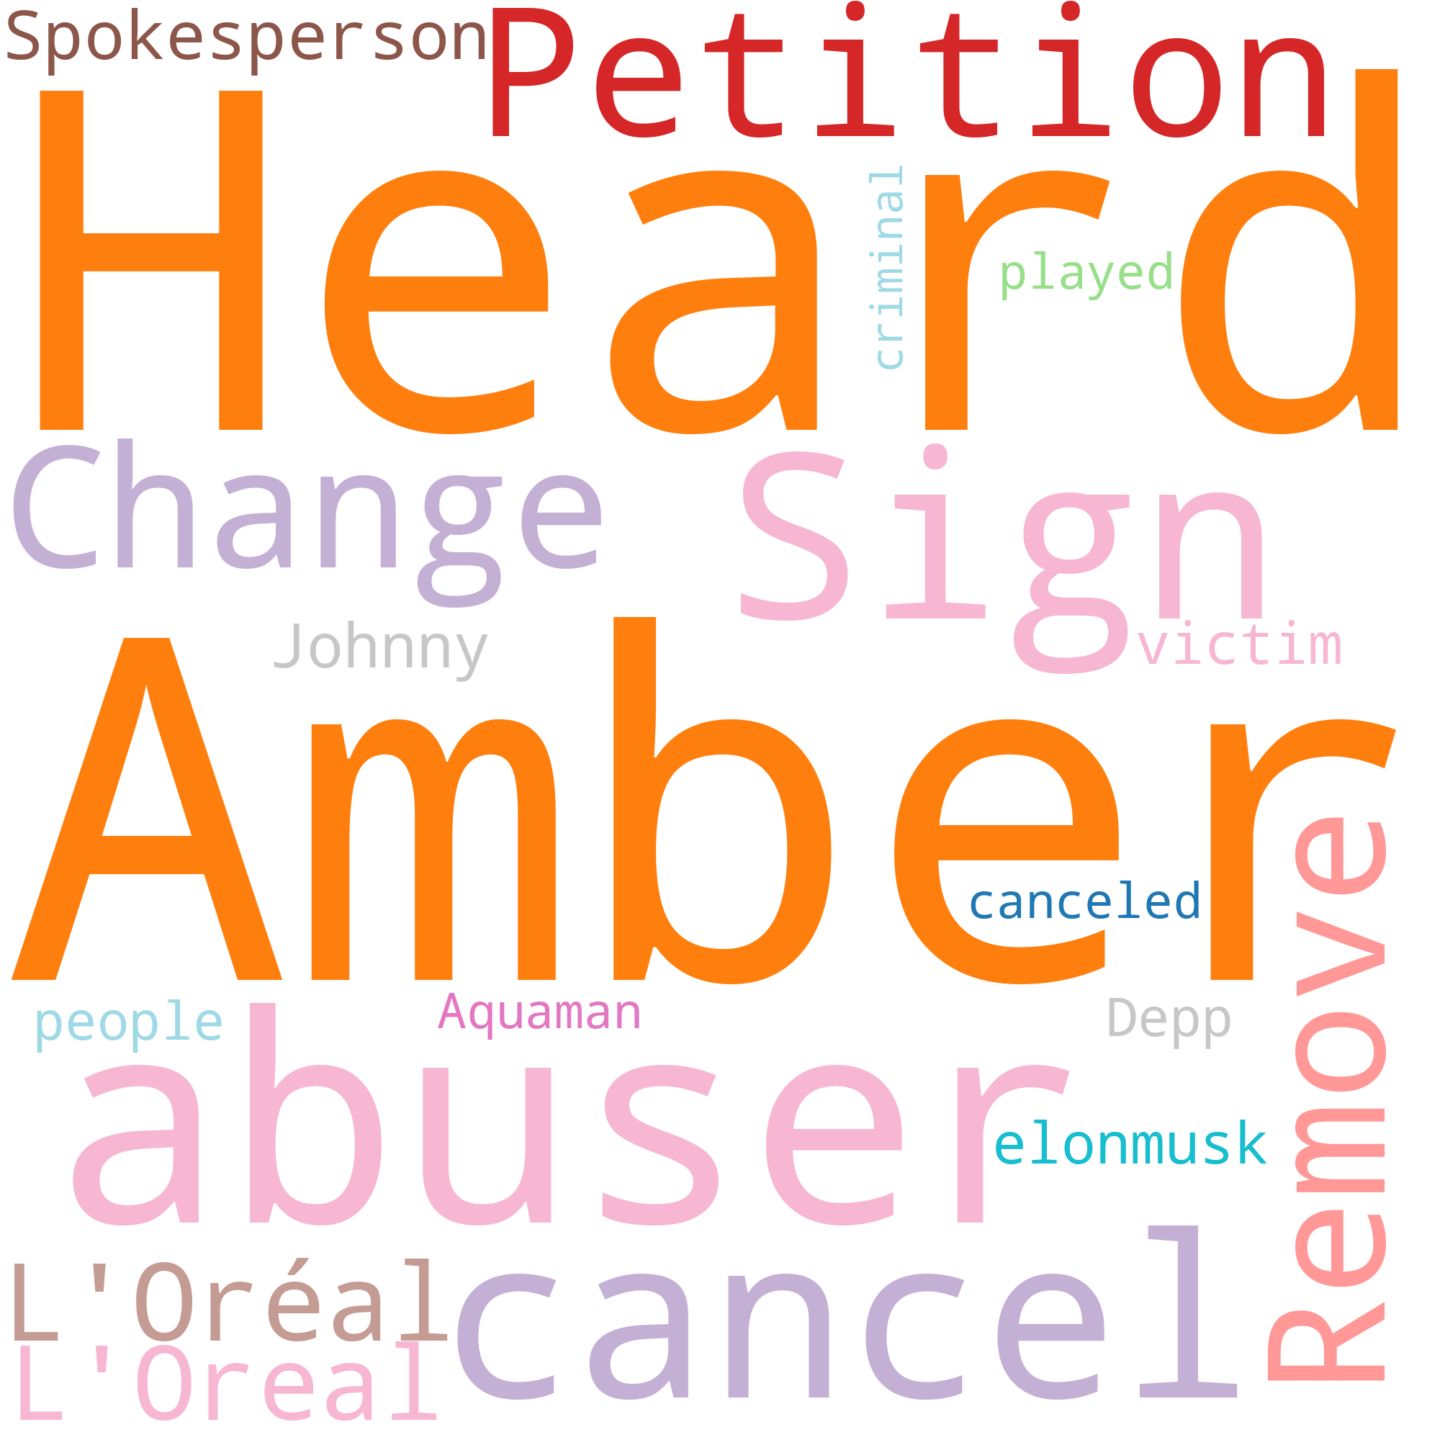 Spokesperson
Petition
Heard
criminal
played
Change
Sign
Johnny
victim
Amber
canceled
Remove
people
Aquaman
Depp
abuser
elonmusk
L'Oréal
cancel
L'Oreal